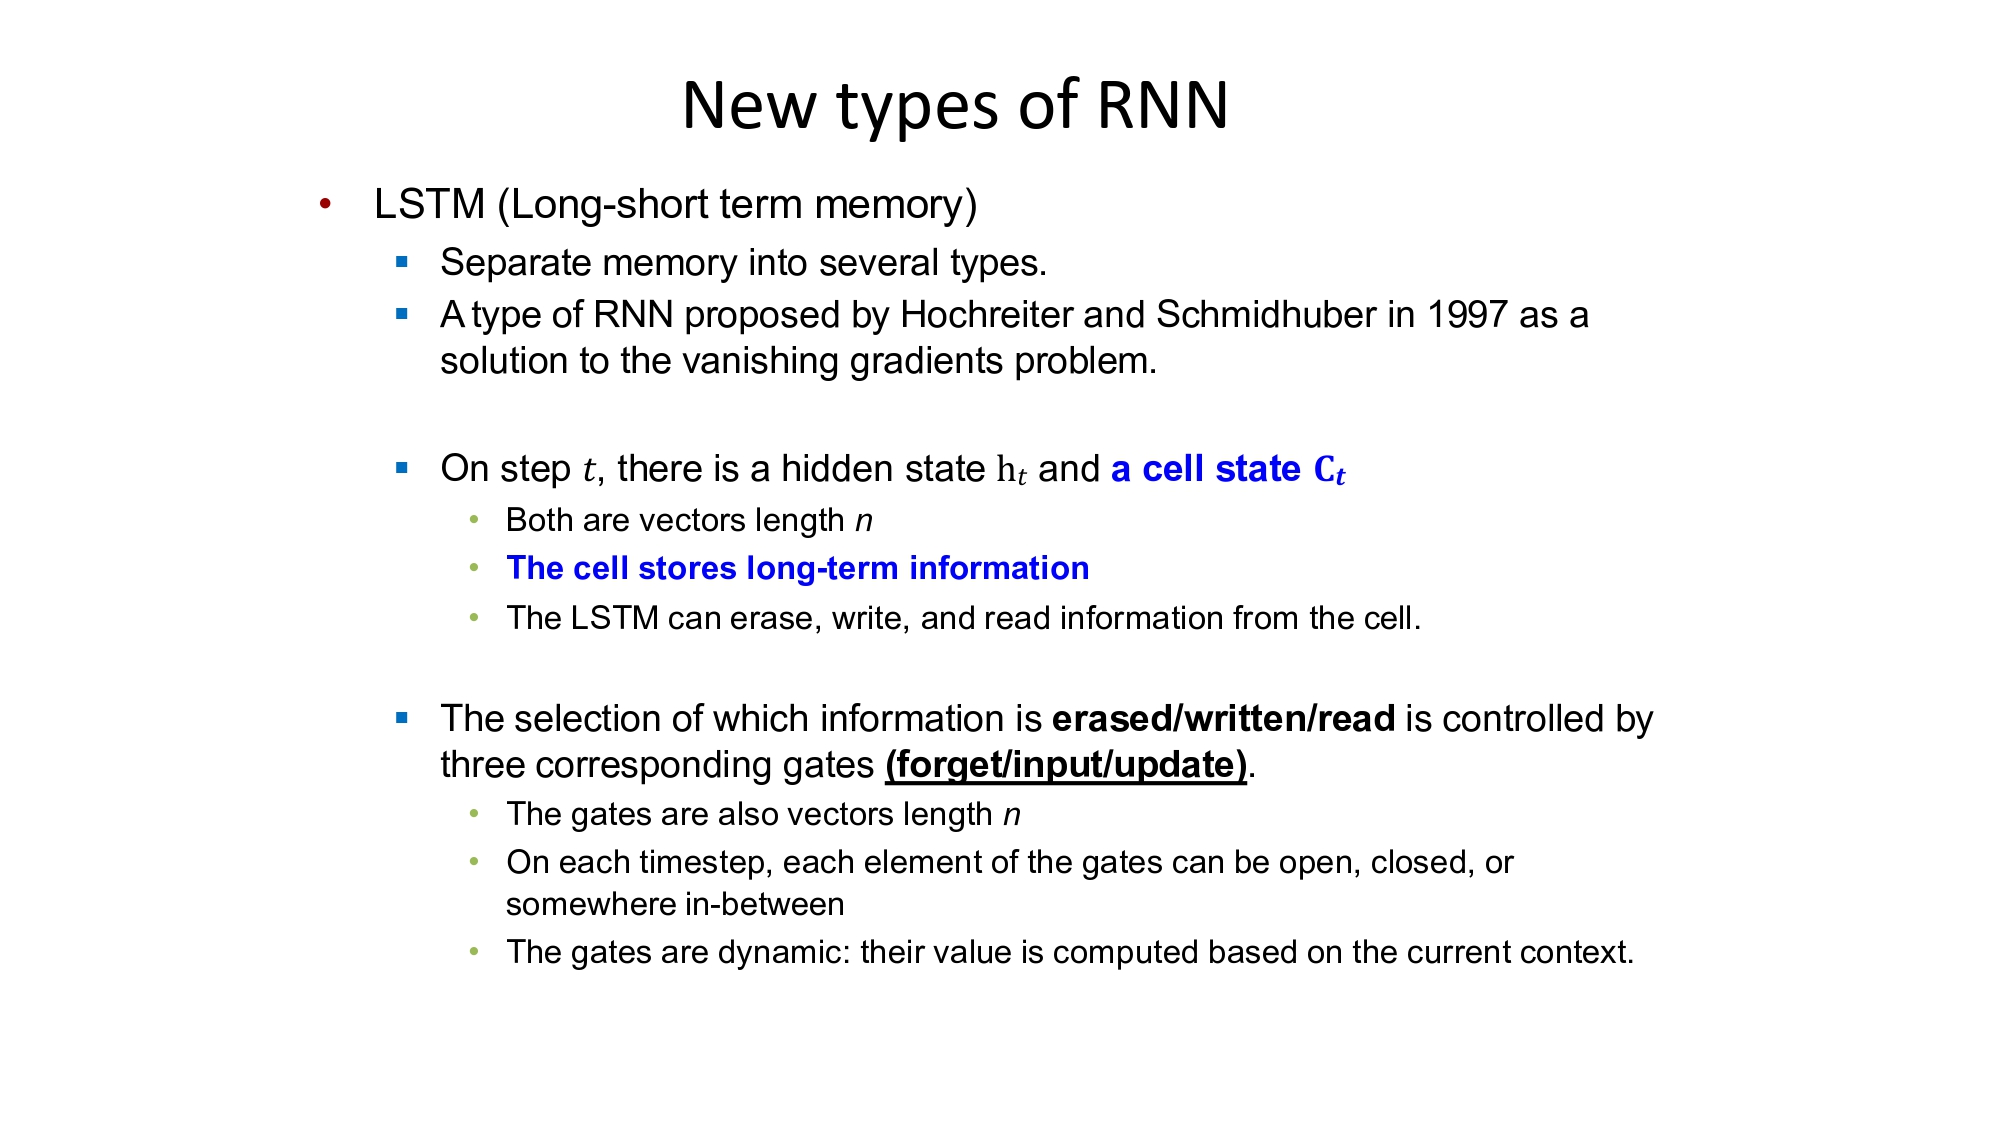 New types of RNN
• LSTM (Long-short term memory)
▪ Separate memory into several types.
▪ A type of RNN proposed by Hochreiter and Schmidhuber in 1997 as a
solution to the vanishing gradients problem.
▪ On step 𝑡, there is a hidden state hₜ and a cell state Cₜ
• Both are vectors length n
• The cell stores long-term information
• The LSTM can erase, write, and read information from the cell.
▪ The selection of which information is erased/written/read is controlled by
three corresponding gates (forget/input/update).
• The gates are also vectors length n
• On each timestep, each element of the gates can be open, closed, or
somewhere in-between
• The gates are dynamic: their value is computed based on the current context.